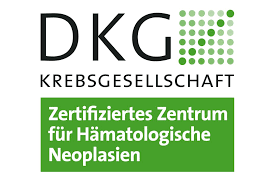 DKG
KREBSGESELLSCHAFT
Zertifiziertes Zentrum
für Hämatologische
Neoplasien